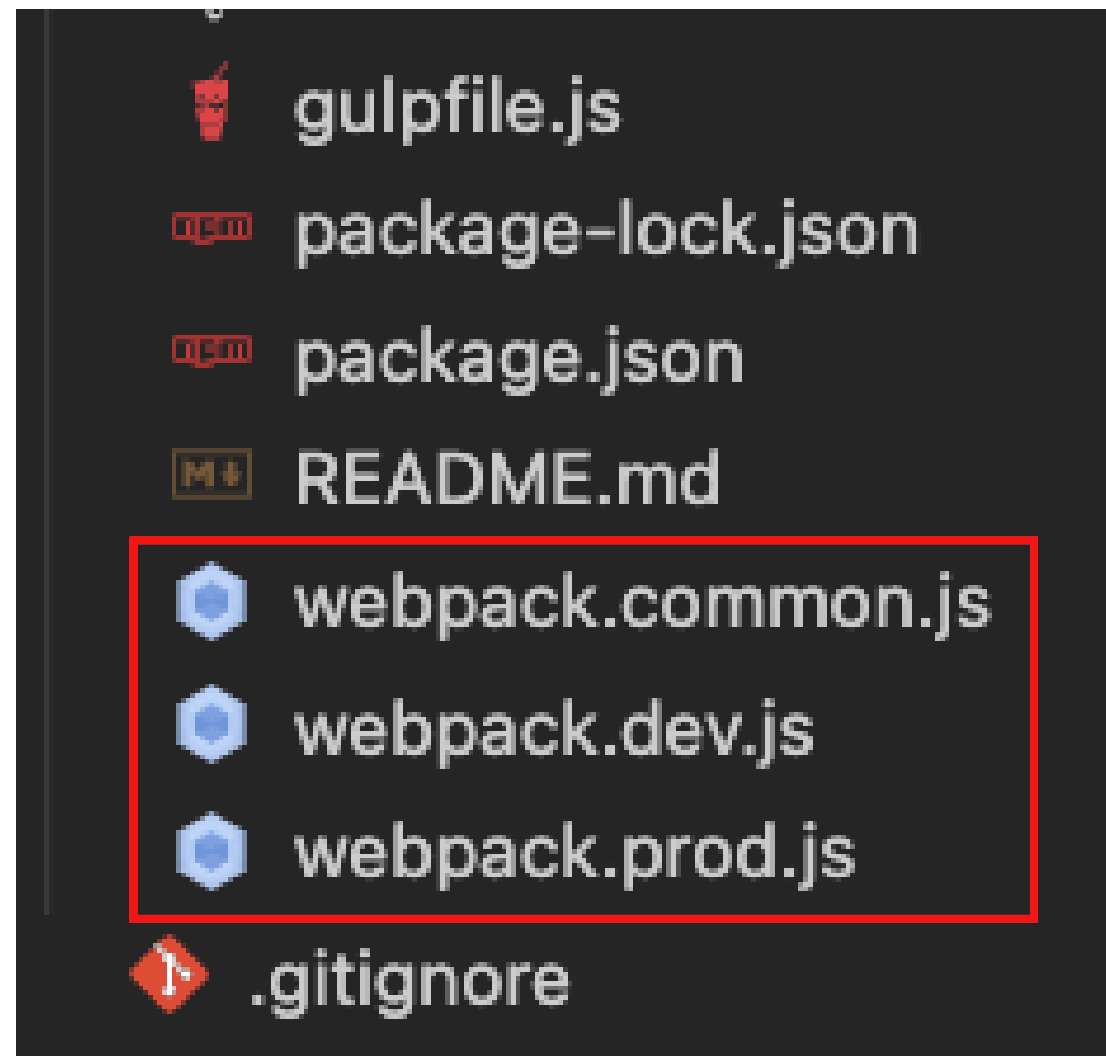 gulpfile.js
package-lock.json
package.json
README.md
webpack.common.js
webpack.dev.js
webpack.prod.js
.gitignore